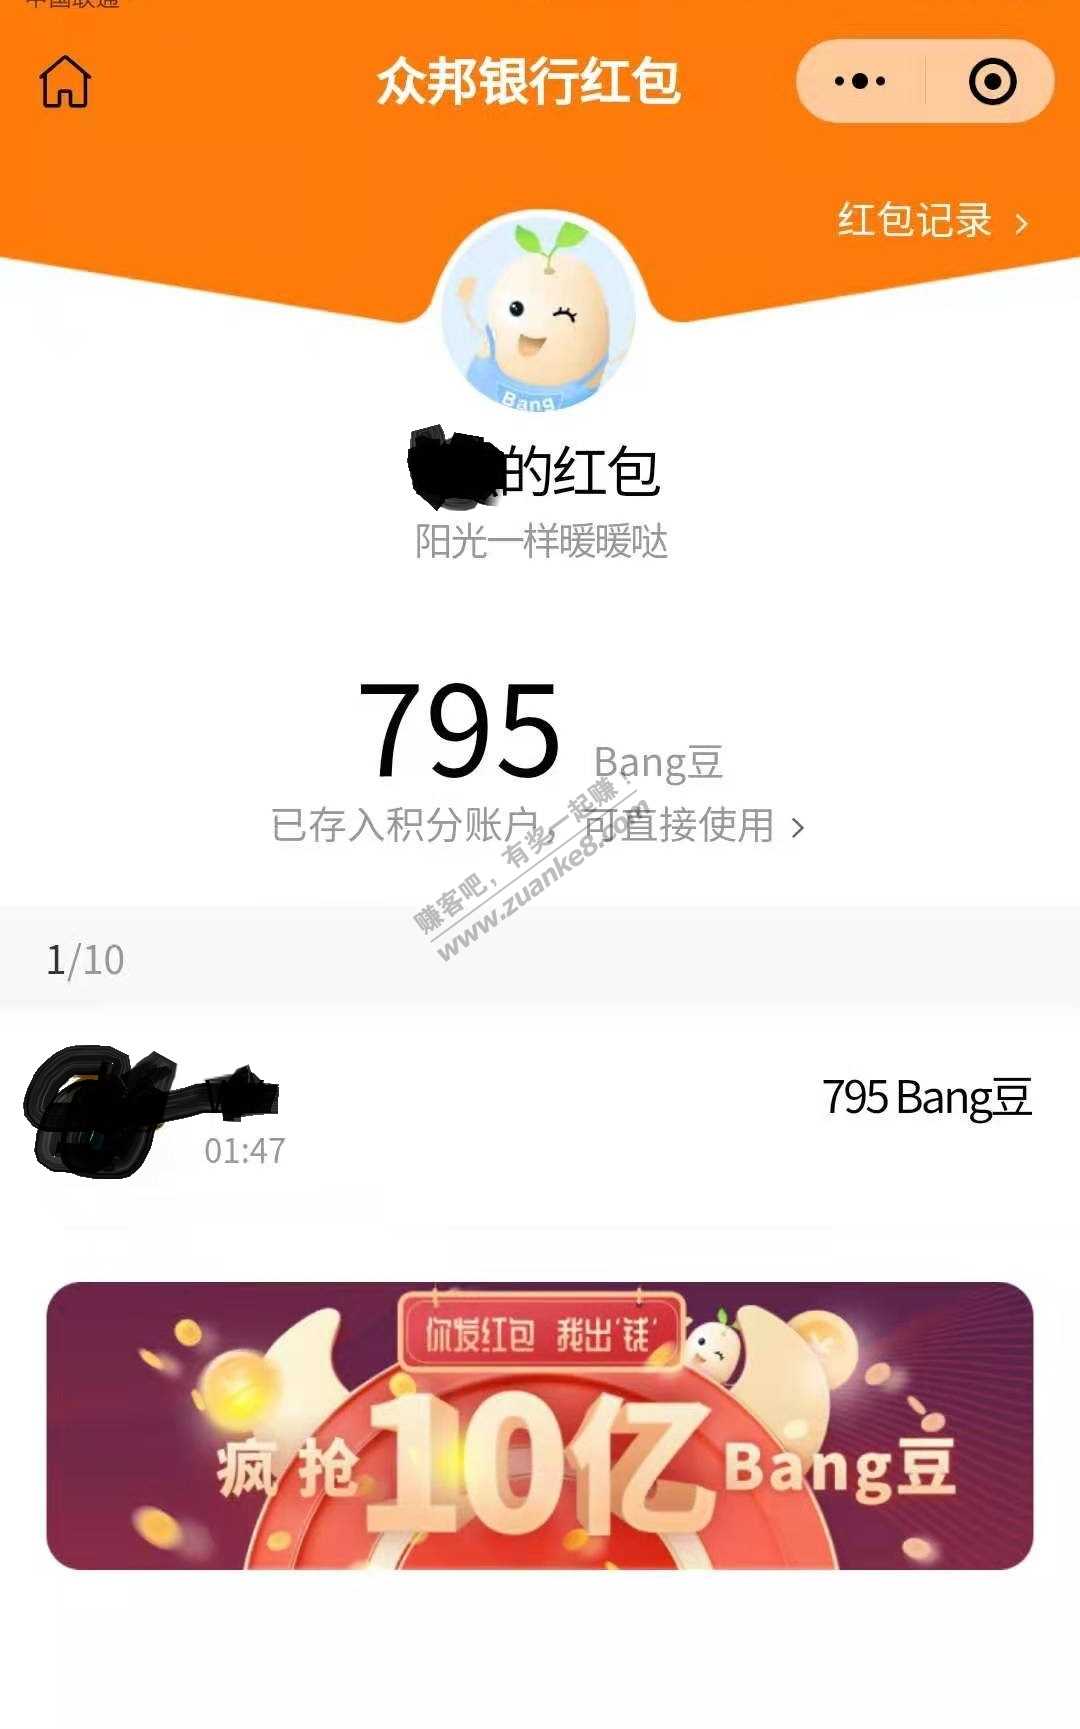 中国联通
众邦银行红包
红包记录
Bang
的红包
阳光一样暖暖哒
795 Bang豆
已存入积分账户，可直接使用
赚客吧，有奖一起赚！
www.zuanke8.com
1/10
795 Bang豆
01:47
你发红包 我出'钱'
疯抢10亿Bang豆